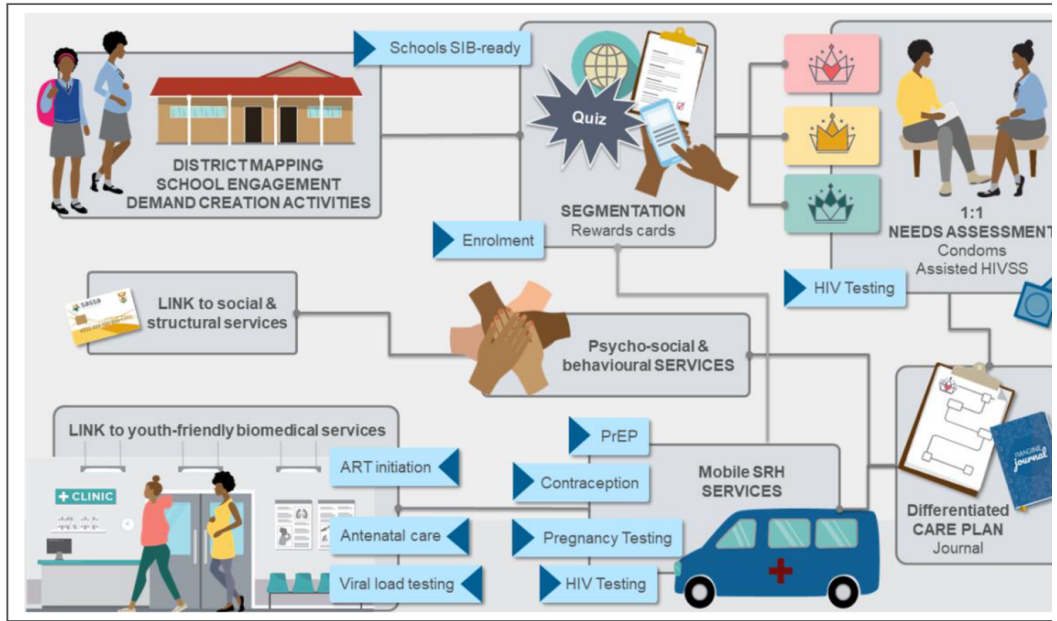 Schools SIB-ready
DISTRICT MAPPING
SCHOOL ENGAGEMENT
DEMAND CREATION ACTIVITIES
Quiz
SEGMENTATION
Rewards cards
Enrolment
1:1
NEEDS ASSESSMENT
Condoms
Assisted HIVSS
HIV Testing
sassa
LINK to social &
structural services
Psycho-social &
behavioural SERVICES
LINK to youth-friendly biomedical services
CLINIC
ART initiation
Antenatal care
Viral load testing
PrEP
Contraception
Pregnancy Testing
HIV Testing
Mobile SRH
SERVICES
IMAGINE
journal
Differentiated
CARE PLAN
Journal